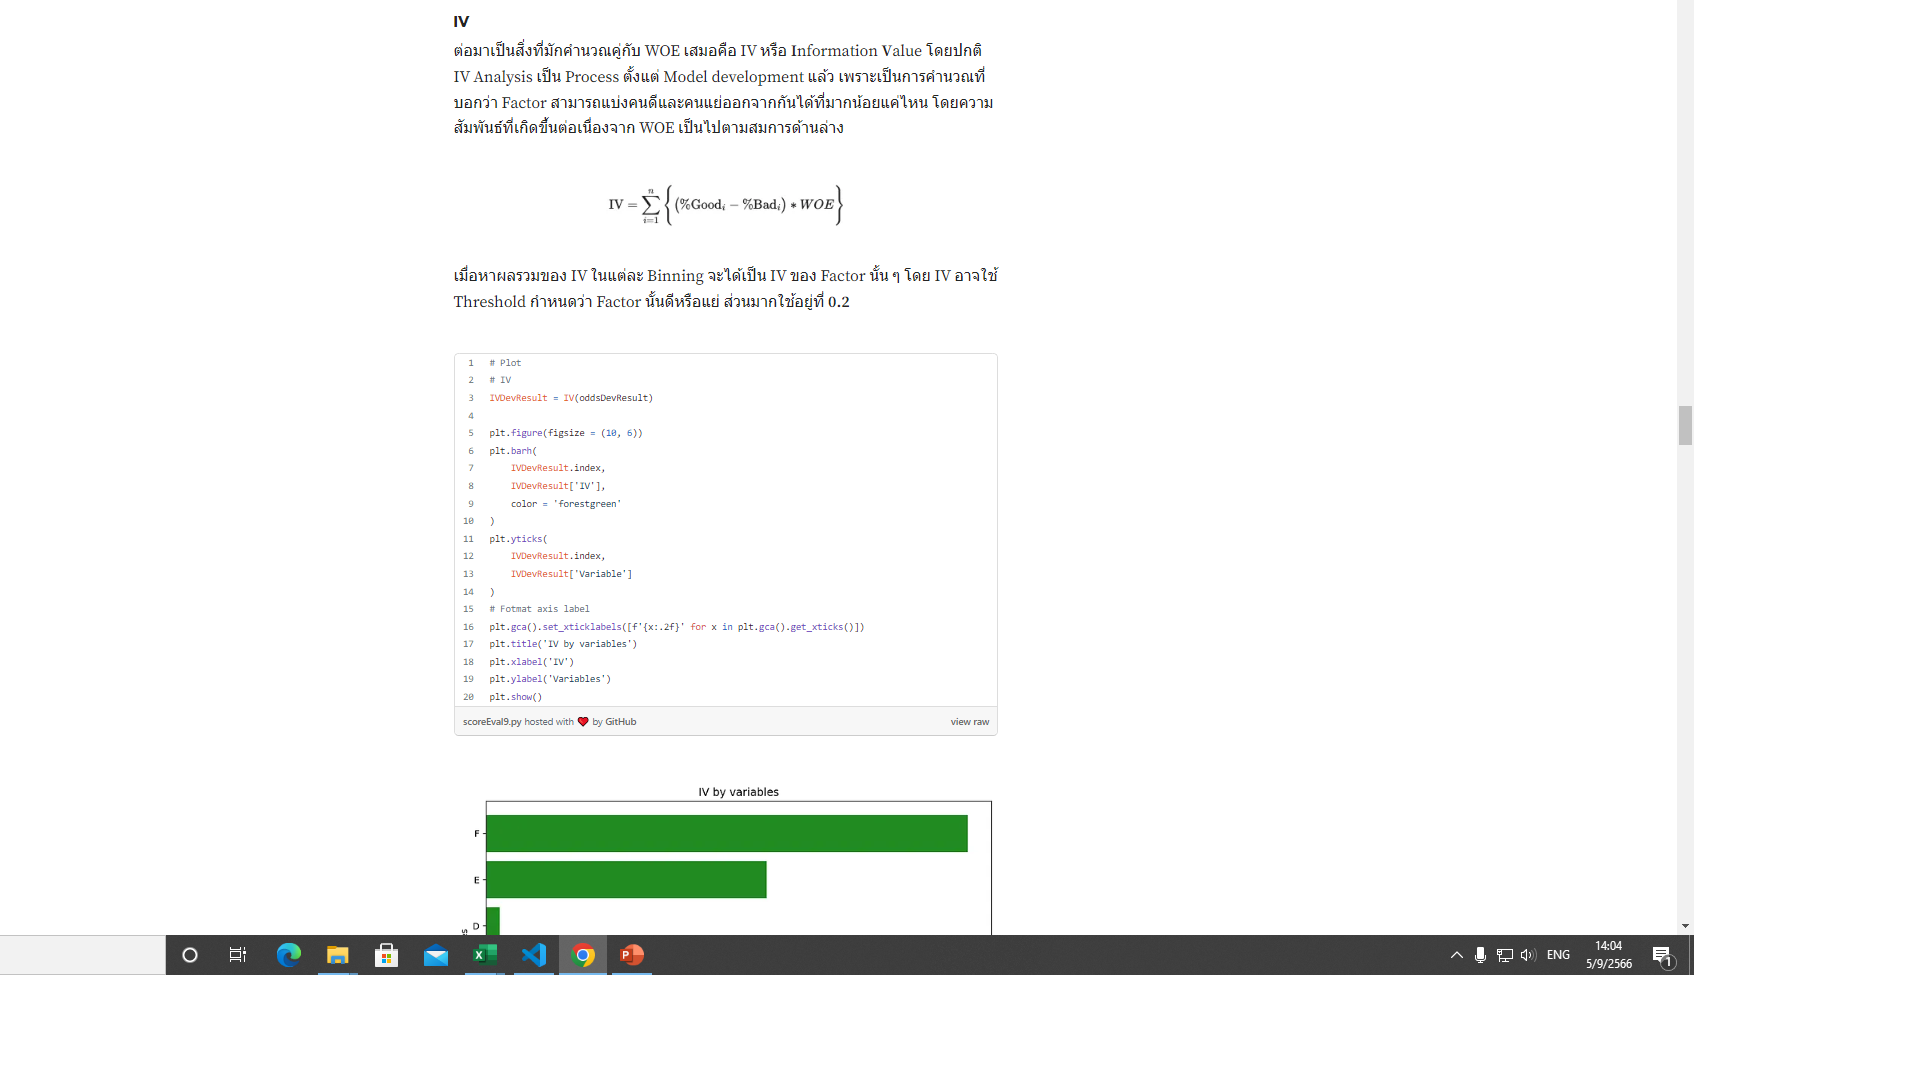 IV
ต่อมาเป็นสิ่งที่มักคำนวณคู่กับ WOE เสมอคือ IV หรือ Information Value โดยปกติ
IV Analysis เป็น Process ตั้งแต่ Model development แล้ว เพราะเป็นการคำนวณที่
บอกว่า Factor สามารถแบ่งคนดีและคนแย่ออกจากกันได้ที่มากน้อยแค่ไหน โดยความ
สัมพันธ์ที่เกิดขึ้นต่อเนื่องจาก WOE เป็นไปตามสมการด้านล่าง
IV = \sum_{i=1}^{n} { (%Good_i − %Bad_i) ∗ WOE }
เมื่อหาผลรวมของ IV ในแต่ละ Binning จะได้เป็น IV ของ Factor นั้น ๆ โดย IV อาจใช้
Threshold กำหนดว่า Factor นั้นดีหรือแย่ ส่วนมากใช้อยู่ที่ 0.2
1 # Plot
2 # IV
3 IVDevResult = IV(oddsDevResult)
4
5 plt.figure(figsize = (10, 6))
6 plt.barh(
7     IVDevResult.index,
8     IVDevResult['IV'],
9     color = 'forestgreen'
10 )
11 plt.yticks(
12     IVDevResult.index,
13     IVDevResult['Variable']
14 )
15 # Fotmat axis label
16 plt.gca().set_xticklabels([f'{x:.2f}' for x in plt.gca().get_xticks()])
17 plt.title('IV by variables')
18 plt.xlabel('IV')
19 plt.ylabel('Variables')
20 plt.show()
scoreEval9.py hosted with ❤ by GitHub view raw
IV by variables
F
E
D
ENG
14:04
5/9/2566
1